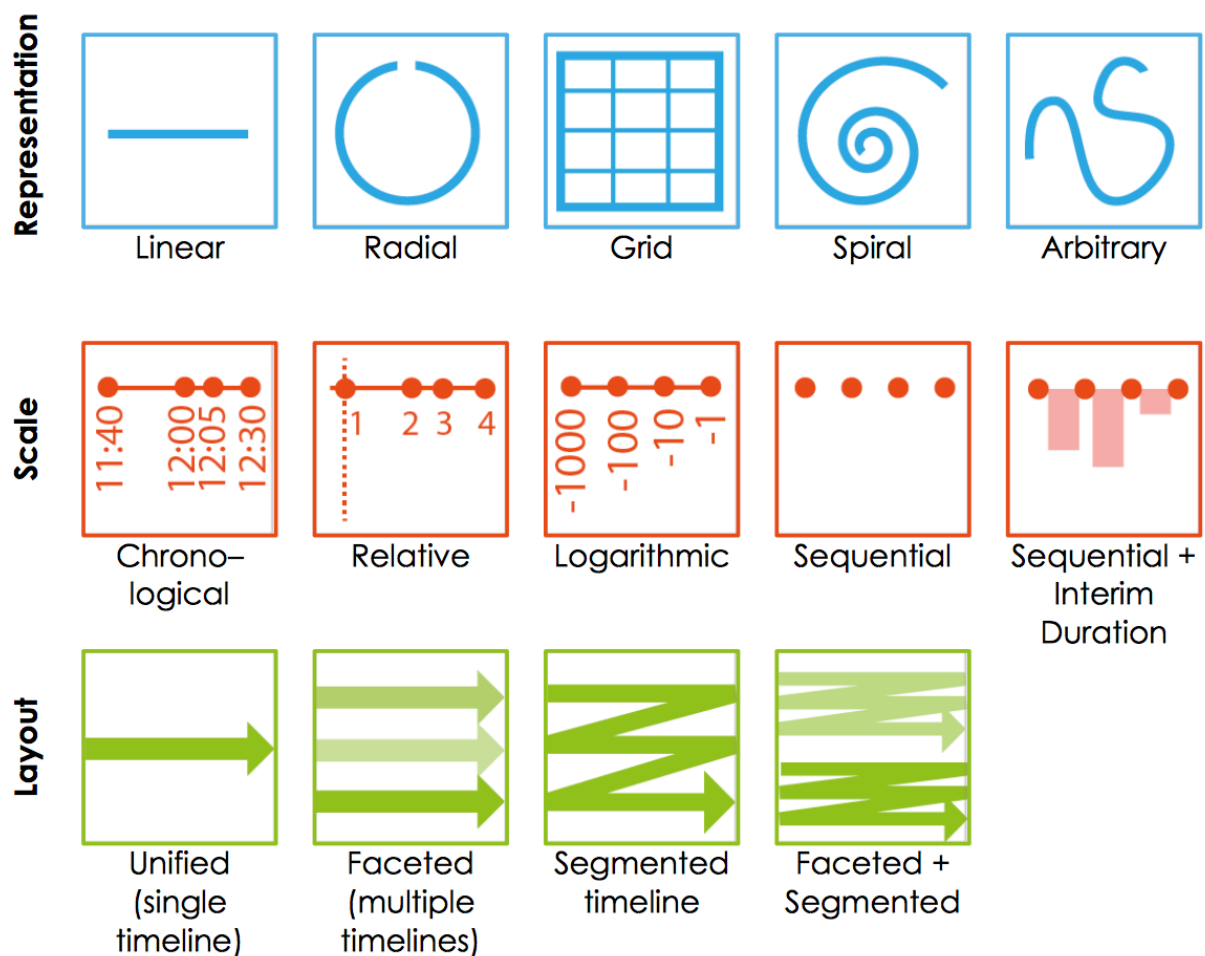 Representation
Linear
Radial
Grid
Spiral
Arbitrary
Scale
11:40
12:00
12:05
12:30
1
2
3
4
-1000
-100
-10
-1
Chrono–
logical
Relative
Logarithmic
Sequential
Sequential +
Interim
Duration
Layout
Unified
(single
timeline)
Faceted
(multiple
timelines)
Segmented
timeline
Faceted +
Segmented